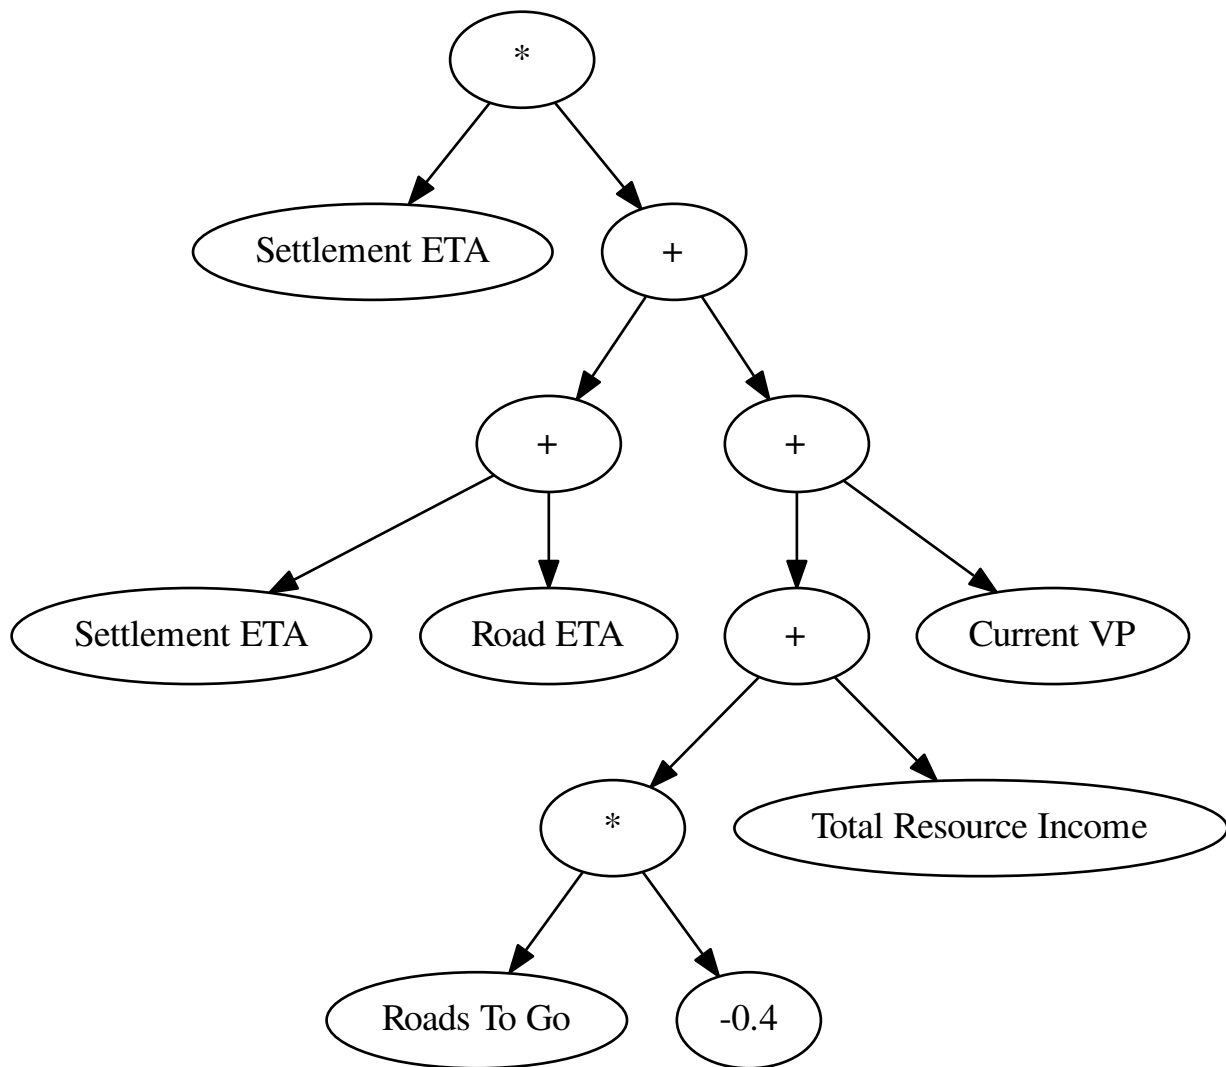 *
Settlement ETA
+
+
+
Settlement ETA
Road ETA
+
Current VP
*
Total Resource Income
Roads To Go
-0.4